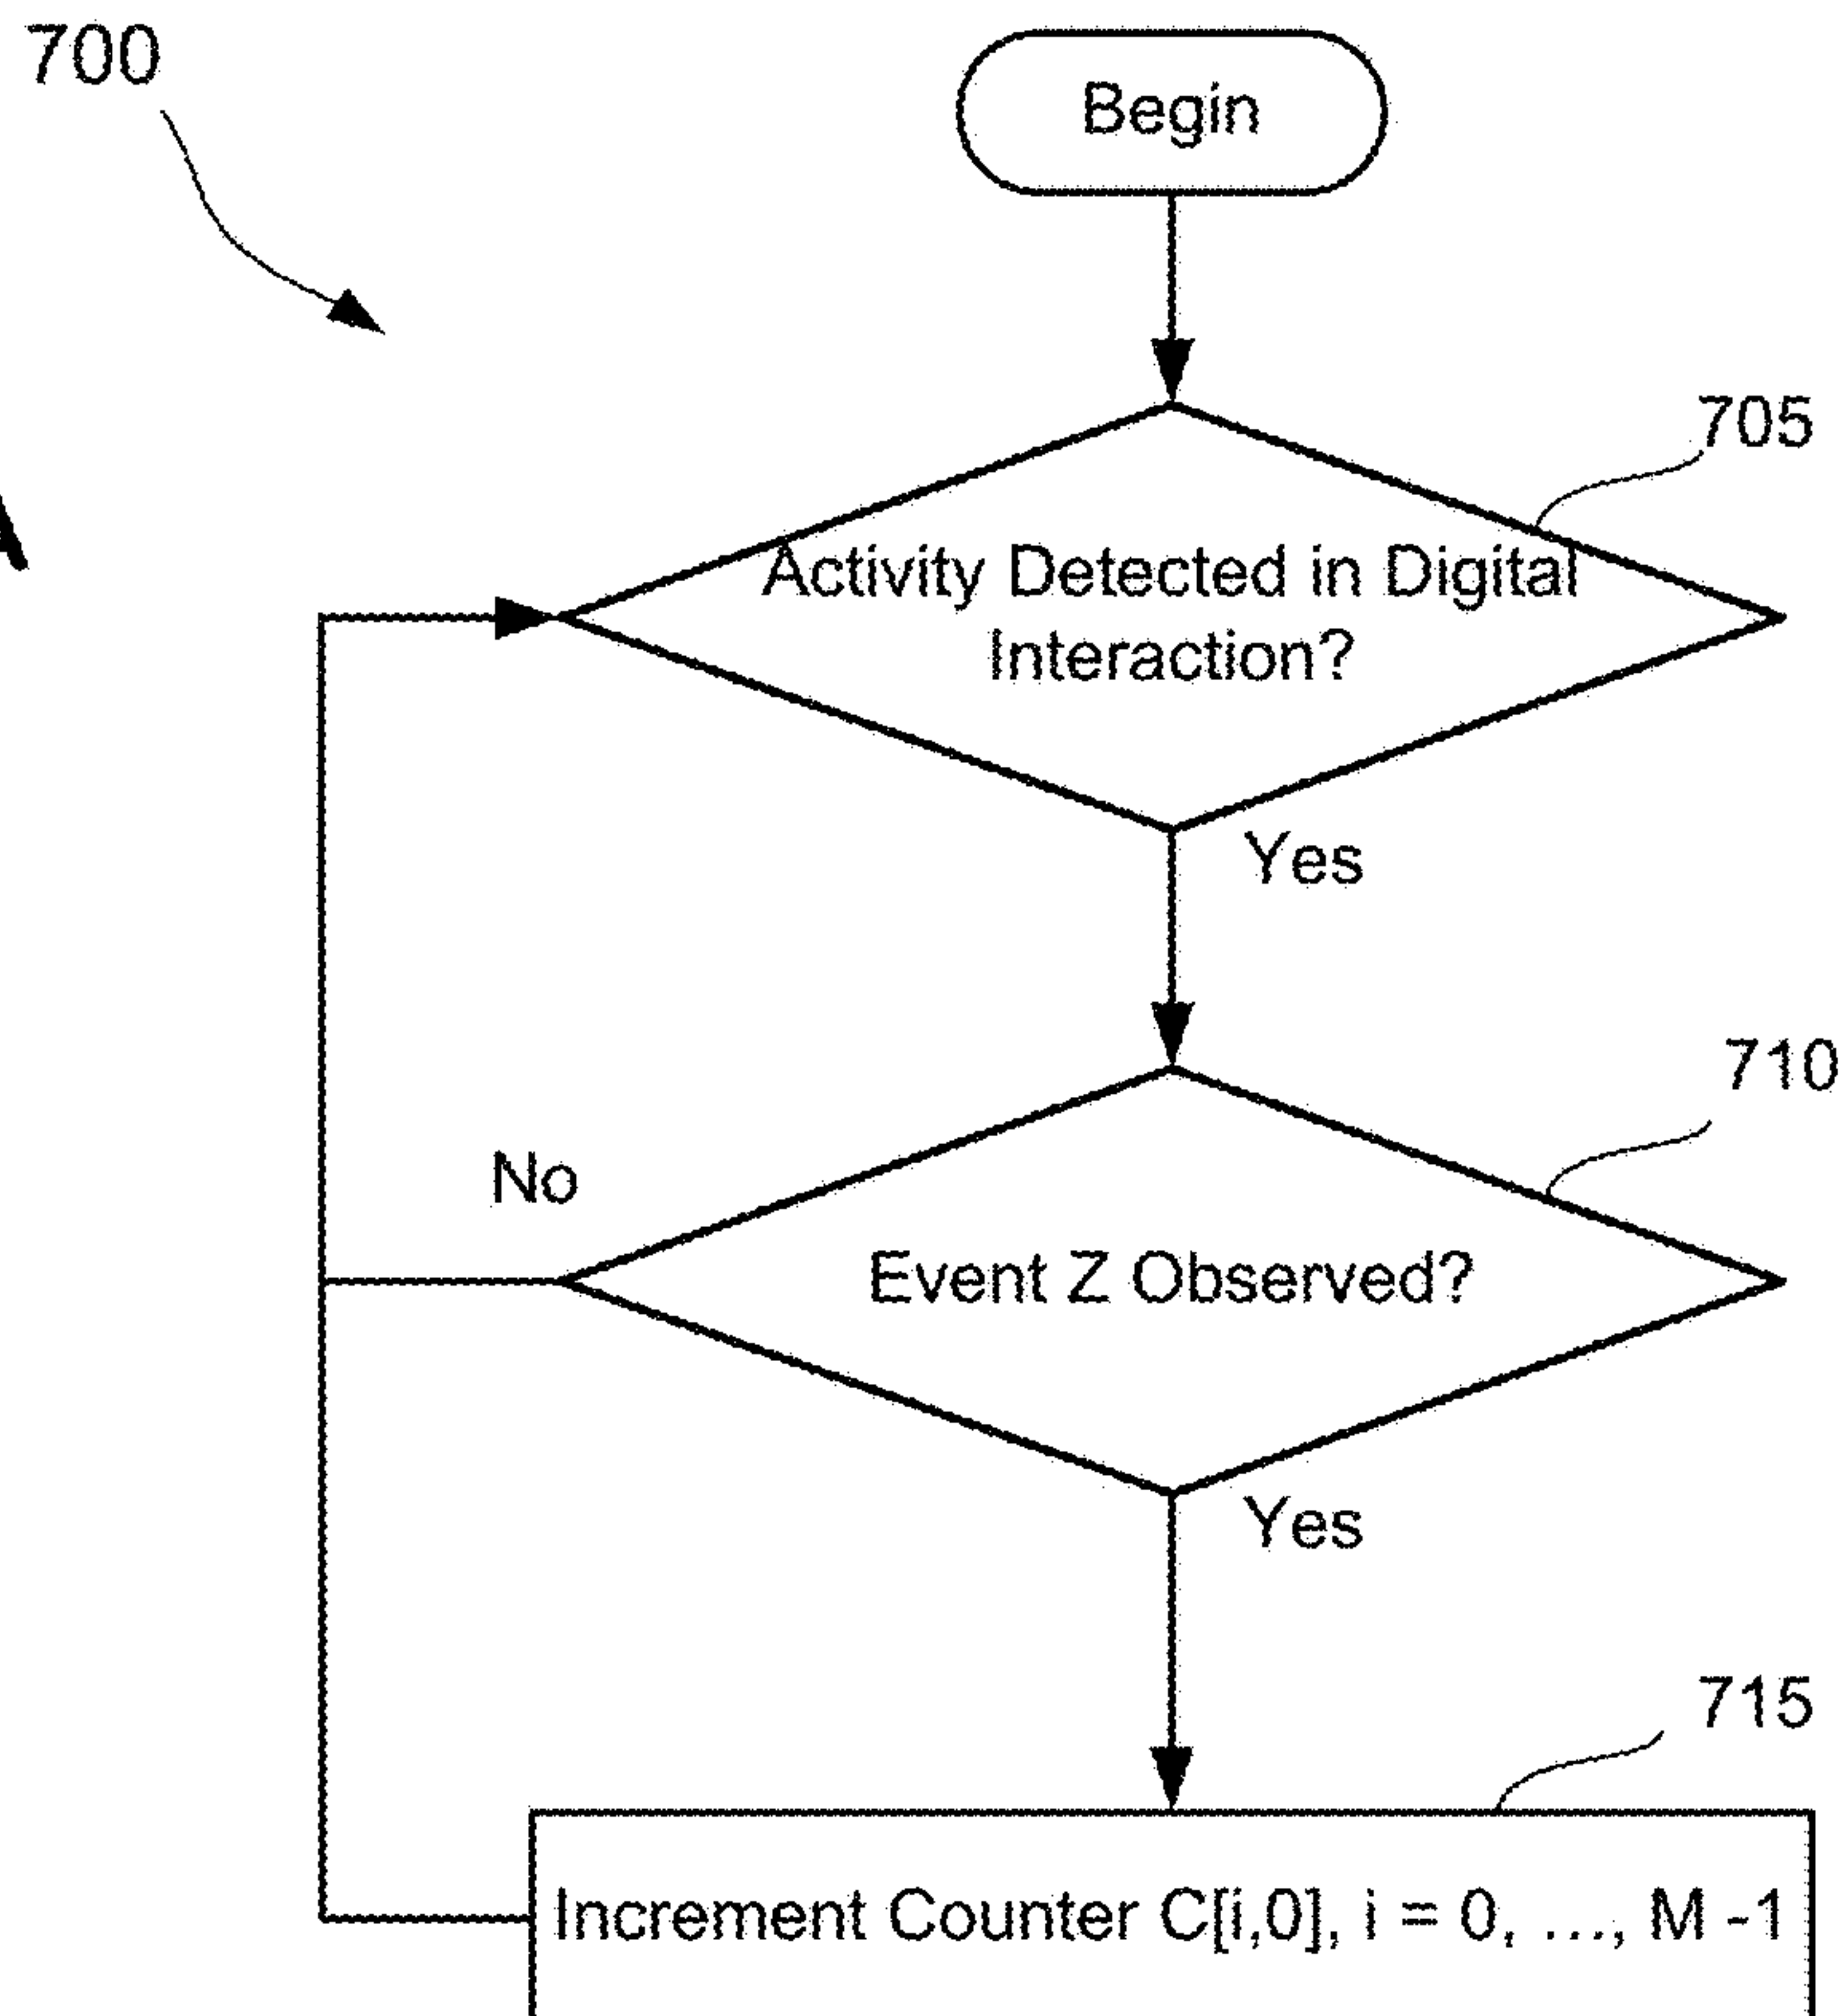 700
Begin
705
Activity Detected in Digital
Interaction?
Yes
710
No
Event Z Observed?
Yes
715
Increment Counter C[i,0], i = 0, ..., M -1